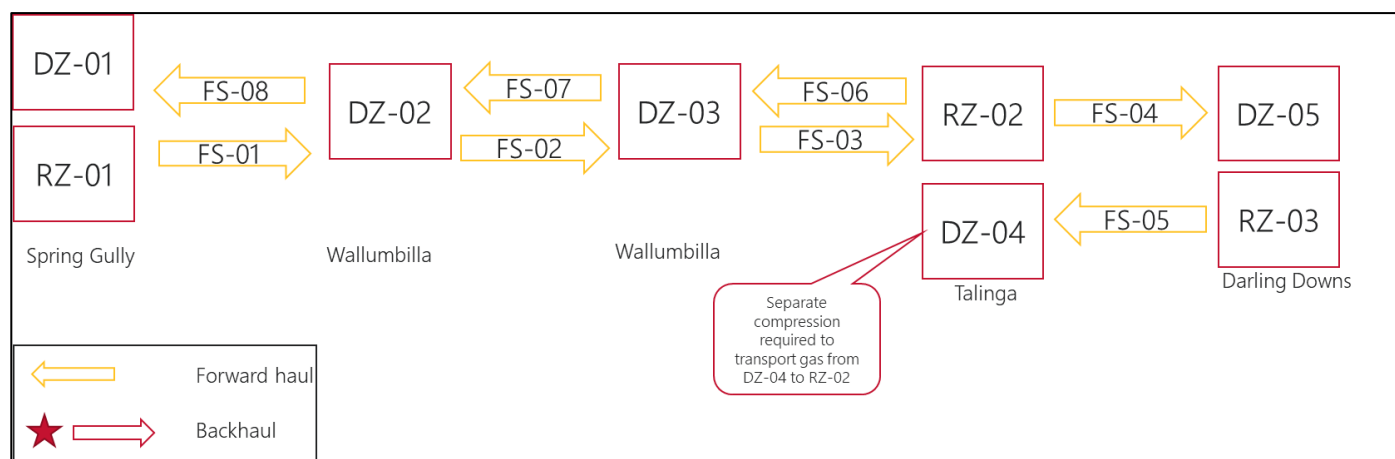 DZ-01
FS-08
DZ-02
FS-07
DZ-03
FS-06
RZ-02
FS-04
DZ-05
RZ-01
FS-01
FS-02
FS-03
DZ-04
FS-05
RZ-03
Spring Gully
Wallumbilla
Wallumbilla
Talinga
Darling Downs
Separate
compression
required to
transport gas from
DZ-04 to RZ-02
Forward haul
Backhaul